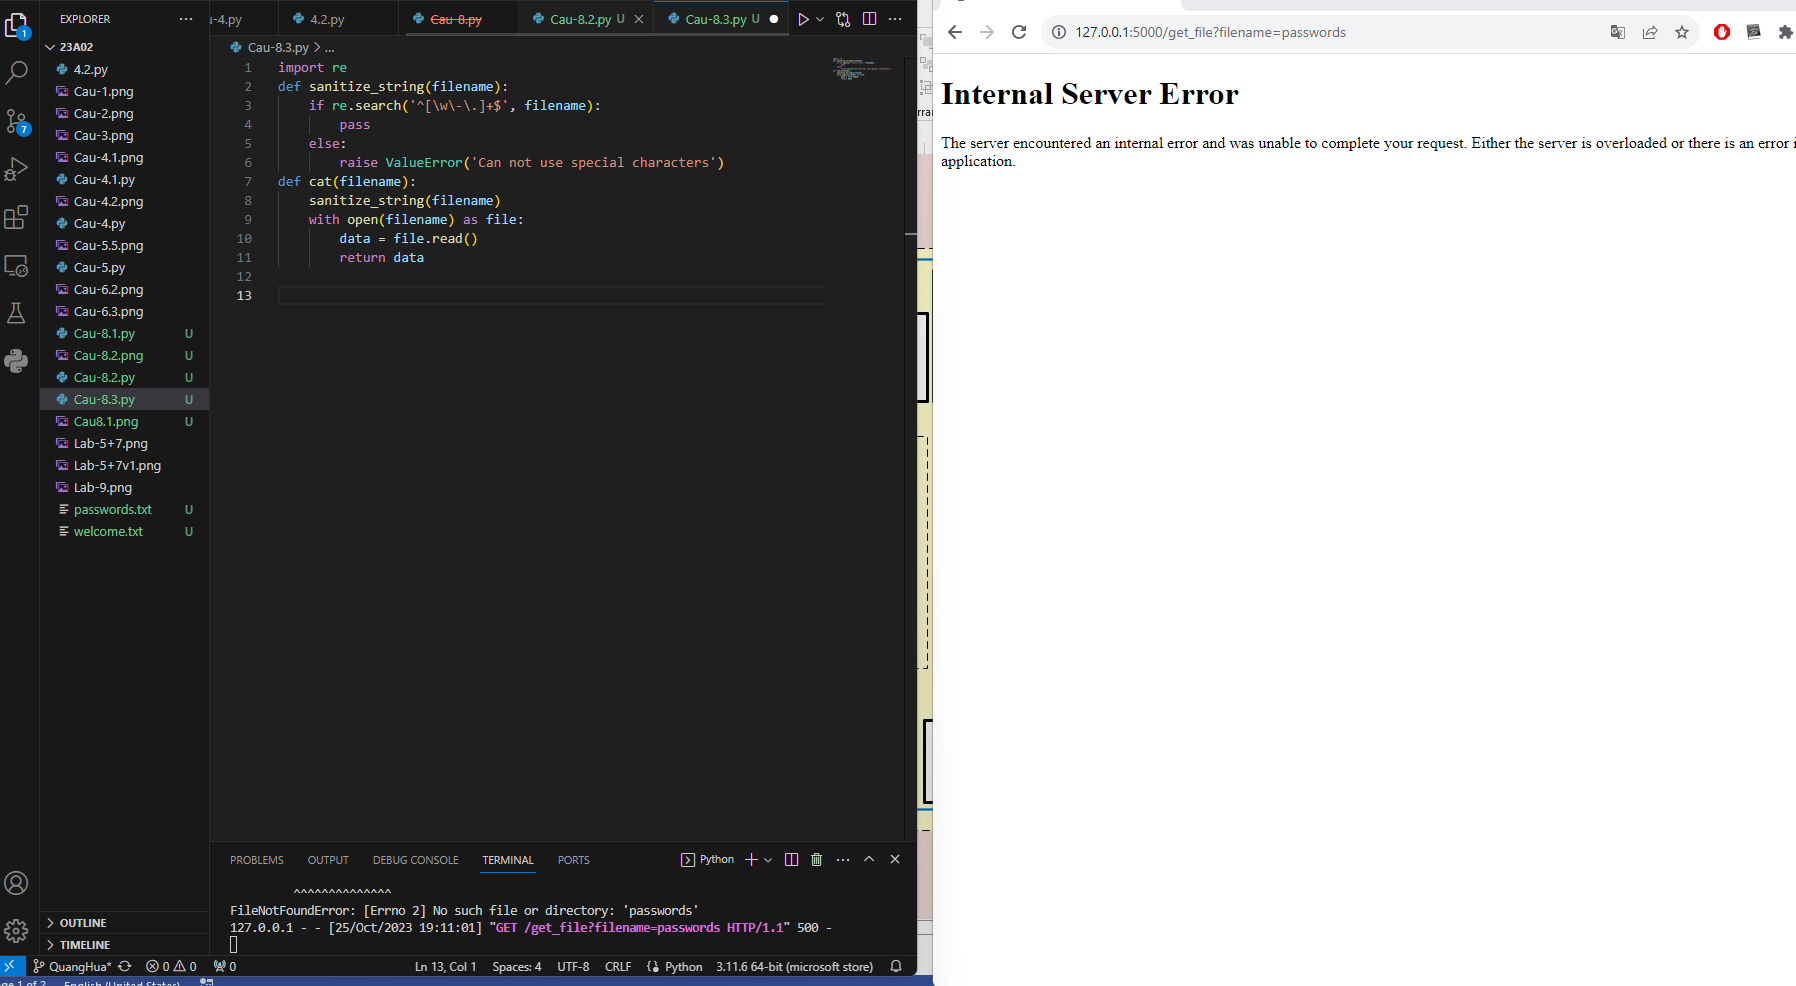 EXPLORER
1
23A02
4.2.py
Cau-1.png
Cau-2.png
Cau-3.png
7
Cau-4.1.png
Cau-4.1.py
Cau-4.2.png
Cau-4.py
Cau-5.5.png
Cau-5.py
Cau-6.2.png
Cau-6.3.png
Cau-8.1.py U
Cau-8.2.png U
Cau-8.2.py U
Cau-8.3.py U
Cau8.1.png U
Lab-5+7.png
Lab-5+7v1.png
Lab-9.png
passwords.txt U
welcome.txt U
OUTLINE
TIMELINE
-4.py 4.2.py Cau-8.py Cau-8.2.py U Cau-8.3.py U
Cau-8.3.py > ...
1 import re
2 def sanitize_string(filename):
3 if re.search('^[\w\-\.]+$', filename):
4 pass
5 else:
6 raise ValueError('Can not use special characters')
7 def cat(filename):
8 sanitize_string(filename)
9 with open(filename) as file:
10 data = file.read()
11 return data
12
13
PROBLEMS OUTPUT DEBUG CONSOLE TERMINAL PORTS Python
^^^^^^^^^^^^^^
FileNotFoundError: [Errno 2] No such file or directory: 'passwords'
127.0.0.1 - - [25/Oct/2023 19:11:01] "GET /get_file?filename=passwords HTTP/1.1" 500 -
QuangHua* 0 0 0 Ln 13, Col 1 Spaces: 4 UTF-8 CRLF Python 3.11.6 64-bit (microsoft store)
ge 1 of 2 English (United States)
rra
127.0.0.1:5000/get_file?filename=passwords
Internal Server Error
The server encountered an internal error and was unable to complete your request. Either the server is overloaded or there is an error i
application.